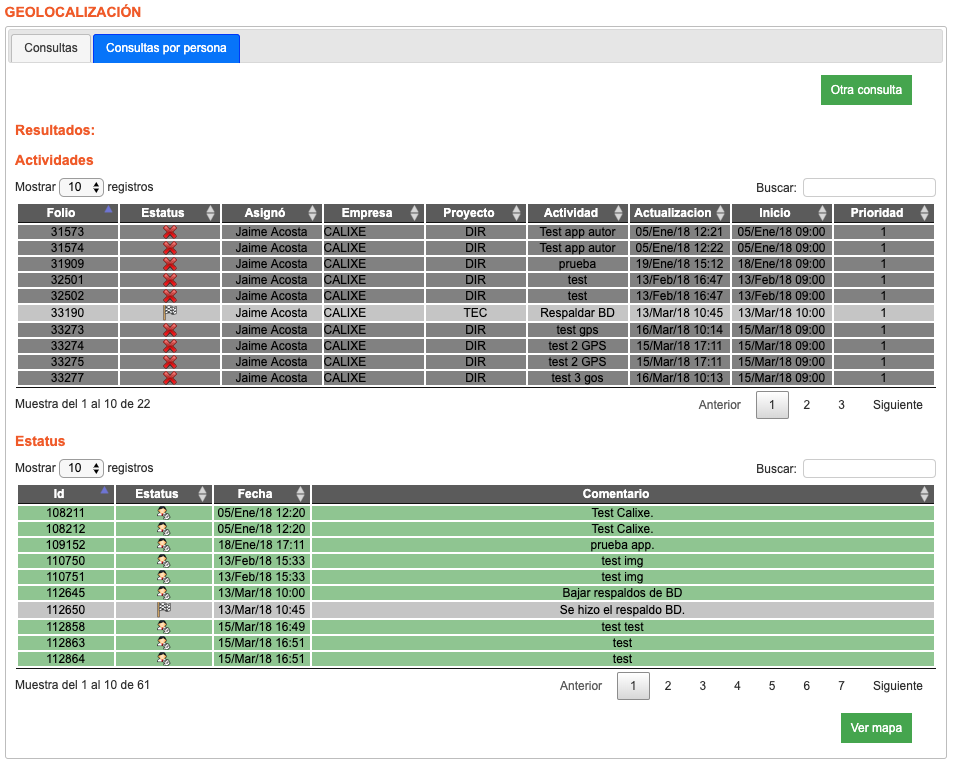 GEOLOCALIZACIÓN
Consultas Consultas por persona
Otra consulta
Resultados:
Actividades
Mostrar 10 registros Buscar:
Folio Estatus Asignó Empresa Proyecto Actividad Actualizacion Inicio Prioridad
31573 Jaime Acosta CALIXE DIR Test app autor 05/Ene/18 12:21 05/Ene/18 09:00 1
31574 Jaime Acosta CALIXE DIR Test app autor 05/Ene/18 12:22 05/Ene/18 09:00 1
31909 Jaime Acosta CALIXE DIR prueba 19/Ene/18 15:12 18/Ene/18 09:00 1
32501 Jaime Acosta CALIXE DIR test 13/Feb/18 16:47 13/Feb/18 09:00 1
32502 Jaime Acosta CALIXE DIR test 13/Feb/18 16:47 13/Feb/18 09:00 1
33190 Jaime Acosta CALIXE TEC Respaldar BD 13/Mar/18 10:45 13/Mar/18 10:00 1
33273 Jaime Acosta CALIXE DIR test gps 16/Mar/18 10:14 15/Mar/18 09:00 1
33274 Jaime Acosta CALIXE DIR test 2 GPS 15/Mar/18 17:11 15/Mar/18 09:00 1
33275 Jaime Acosta CALIXE DIR test 2 GPS 15/Mar/18 17:11 15/Mar/18 09:00 1
33277 Jaime Acosta CALIXE DIR test 3 gos 16/Mar/18 10:13 15/Mar/18 09:00 1
Muestra del 1 al 10 de 22 Anterior 1 2 3 Siguiente
Estatus
Mostrar 10 registros Buscar:
Id Estatus Fecha Comentario
108211 05/Ene/18 12:20 Test Calixe.
108212 05/Ene/18 12:20 Test Calixe.
109152 18/Ene/18 17:11 prueba app.
110750 13/Feb/18 15:33 test img
110751 13/Feb/18 15:33 test img
112645 13/Mar/18 10:00 Bajar respaldos de BD
112650 13/Mar/18 10:45 Se hizo el respaldo BD.
112858 15/Mar/18 16:49 test test
112863 15/Mar/18 16:51 test
112864 15/Mar/18 16:51 test
Muestra del 1 al 10 de 61 Anterior 1 2 3 4 5 6 7 Siguiente
Ver mapa